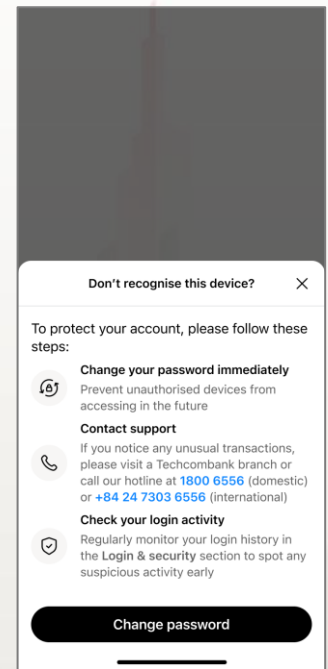 Don't recognise this device?
To protect your account, please follow these
steps:
Change your password immediately
Prevent unauthorised devices from
accessing in the future
Contact support
If you notice any unusual transactions,
please visit a Techcombank branch or
call our hotline at 1800 6556 (domestic)
or +84 24 7303 6556 (international)
Check your login activity
Regularly monitor your login history in
the Login & security section to spot any
suspicious activity early
Change password